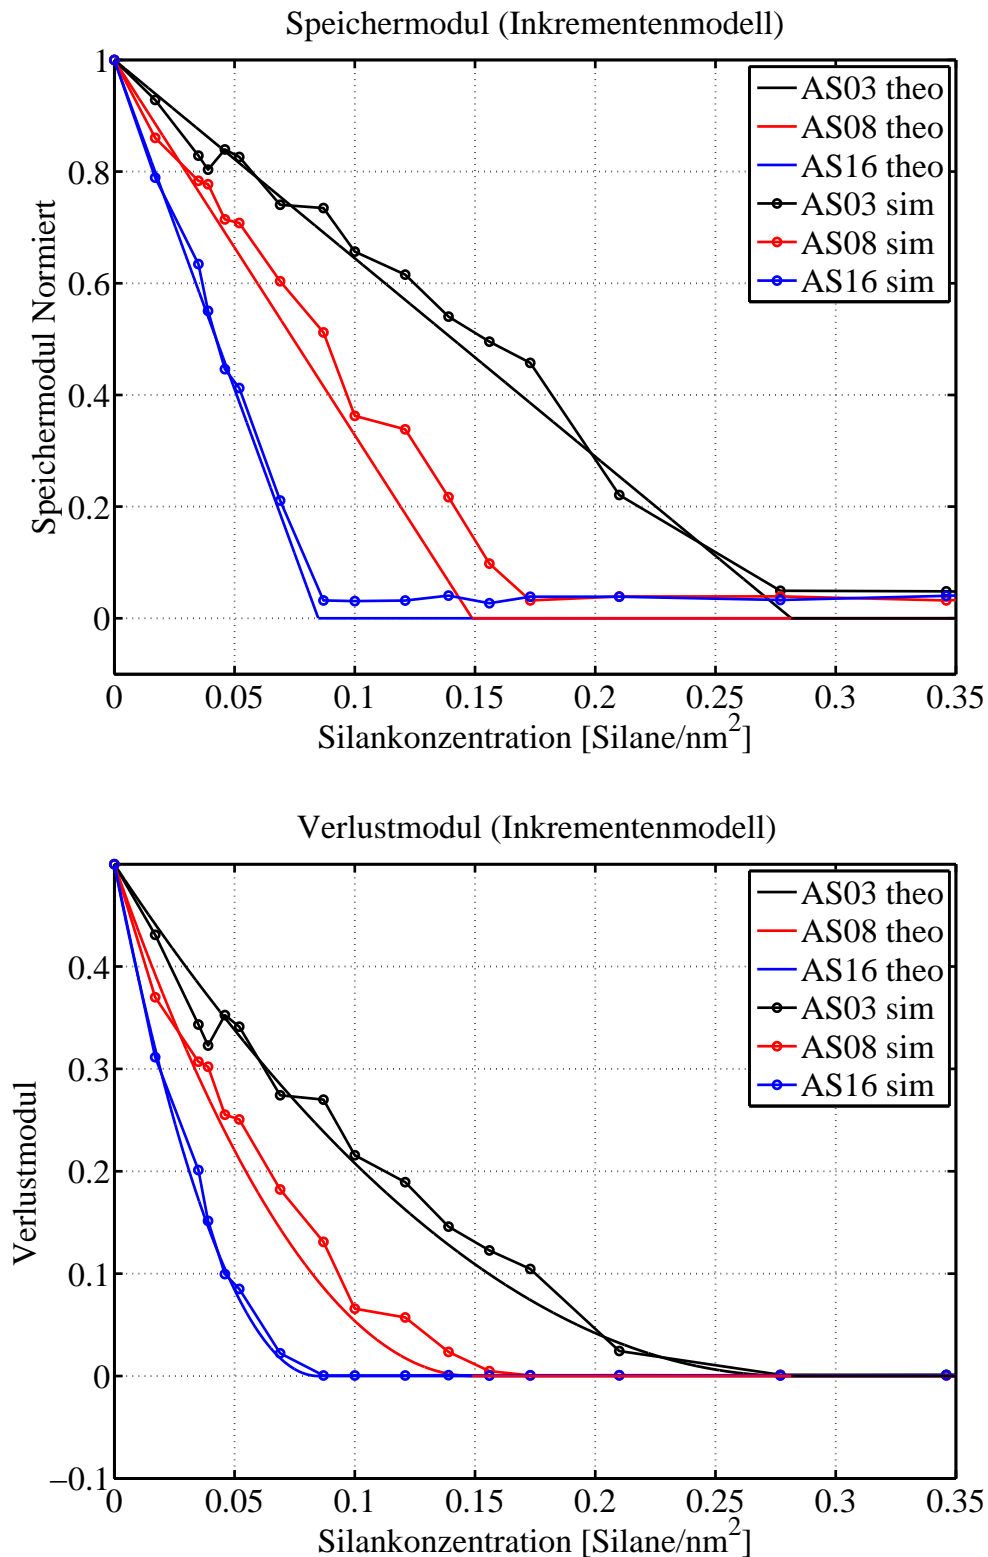 Speichermodul (Inkrementenmodell)
1
0.8
0.6
0.4
0.2
0
Speichermodul Normiert
AS03 theo
AS08 theo
AS16 theo
AS03 sim
AS08 sim
AS16 sim
0 0.05 0.1 0.15 0.2 0.25 0.3 0.35
Silankonzentration [Silane/nm²]
Verlustmodul (Inkrementenmodell)
0.4
0.3
0.2
0.1
0
−0.1
Verlustmodul
AS03 theo
AS08 theo
AS16 theo
AS03 sim
AS08 sim
AS16 sim
0 0.05 0.1 0.15 0.2 0.25 0.3 0.35
Silankonzentration [Silane/nm²]